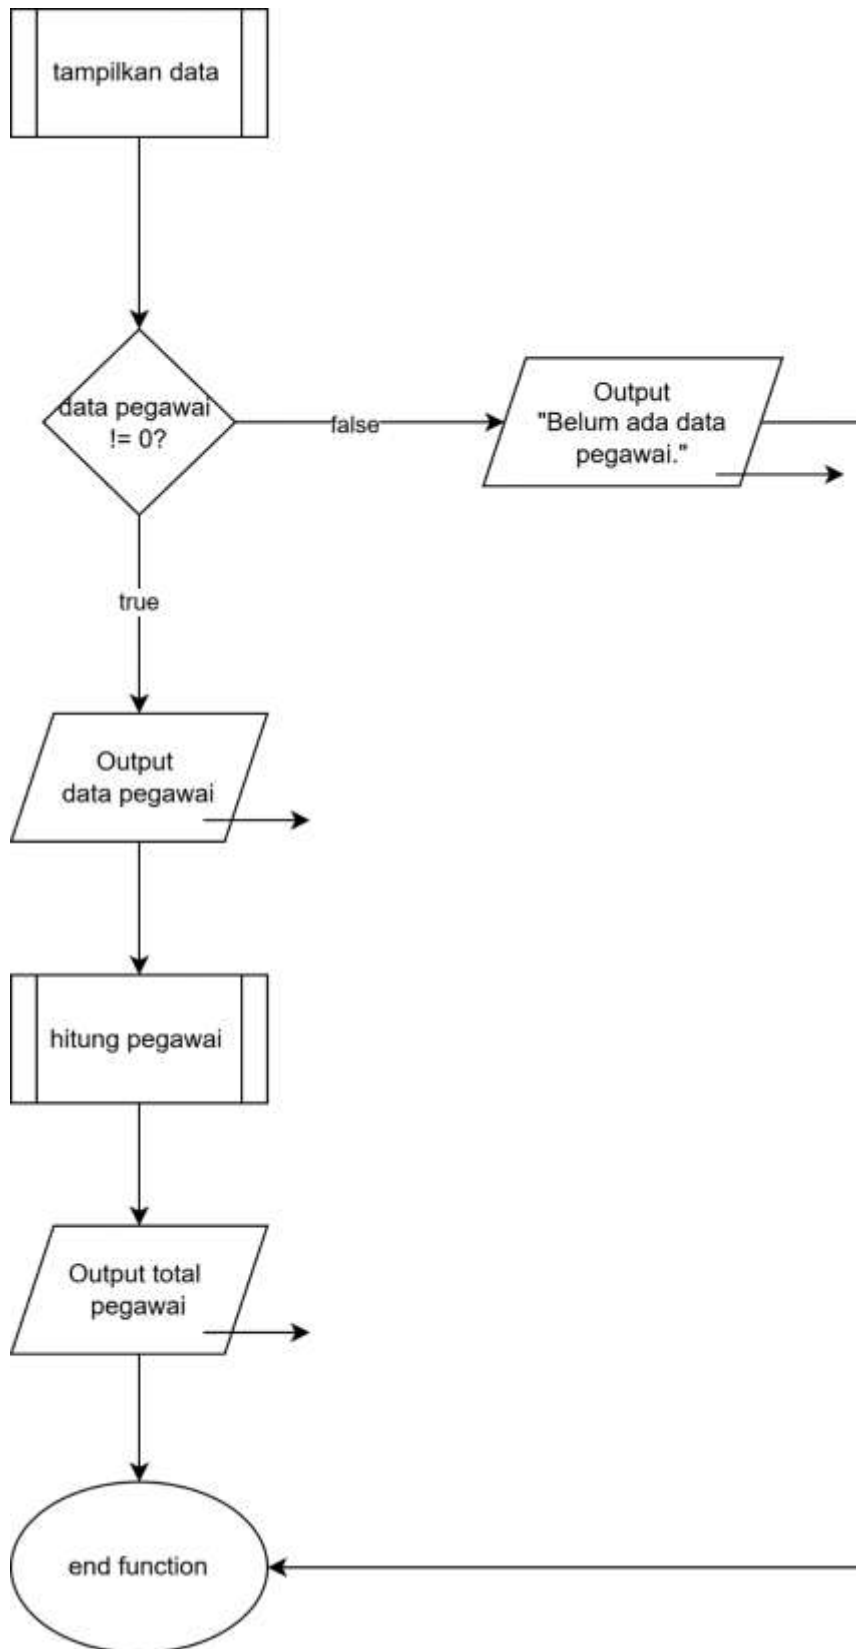 tampilkan data
data pegawai
!= 0?
false
Output
"Belum ada data
pegawai."
true
Output
data pegawai
hitung pegawai
Output total
pegawai
end function